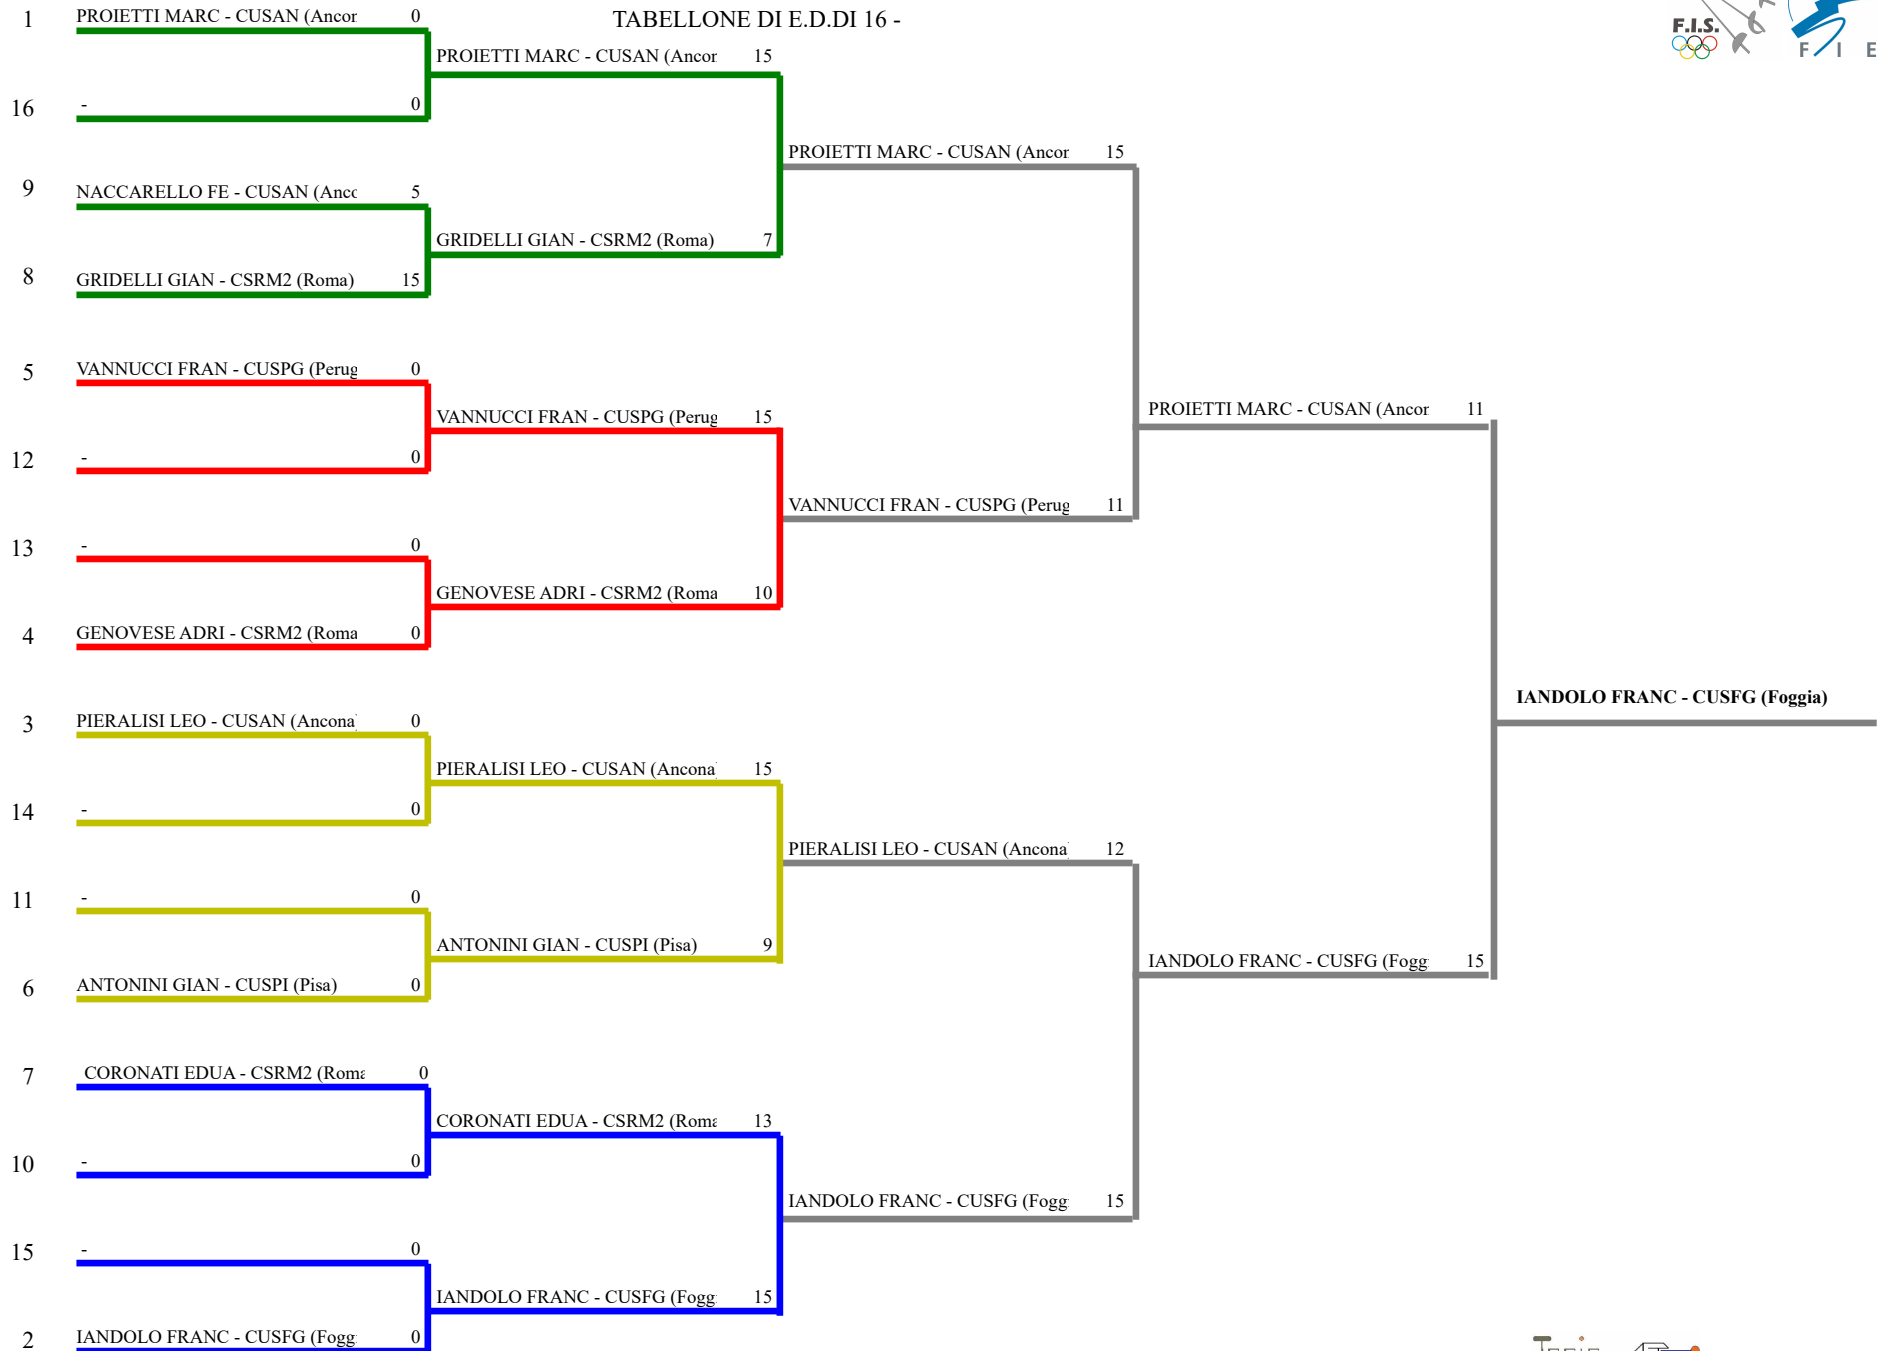 TABELLONE DI E.D.DI 16 -
F.I.S.
F I E
1 PROIETTI MARC - CUSAN (Ancor 0
PROIETTI MARC - CUSAN (Ancor 15
16 - 0
PROIETTI MARC - CUSAN (Ancor 15
9 NACCARELLO FE - CUSAN (Anco 5
GRIDELLI GIAN - CSRM2 (Roma) 7
8 GRIDELLI GIAN - CSRM2 (Roma) 15
5 VANNUCCI FRAN - CUSPG (Perug 0
PROIETTI MARC - CUSAN (Ancor 11
VANNUCCI FRAN - CUSPG (Perug 15
12 - 0
VANNUCCI FRAN - CUSPG (Perug 11
13 - 0
GENOVESE ADRI - CSRM2 (Roma 10
4 GENOVESE ADRI - CSRM2 (Roma 0
IANDOLO FRANC - CUSFG (Foggia)
3 PIERALISI LEO - CUSAN (Ancona 0
PIERALISI LEO - CUSAN (Ancona 15
14 - 0
PIERALISI LEO - CUSAN (Ancona 12
11 - 0
ANTONINI GIAN - CUSPI (Pisa) 9
IANDOLO FRANC - CUSFG (Fogg 15
6 ANTONINI GIAN - CUSPI (Pisa) 0
7 CORONATI EDUA - CSRM2 (Roma 0
CORONATI EDUA - CSRM2 (Roma 13
10 - 0
IANDOLO FRANC - CUSFG (Fogg 15
15 - 0
IANDOLO FRANC - CUSFG (Fogg 15
2 IANDOLO FRANC - CUSFG (Fogg 0